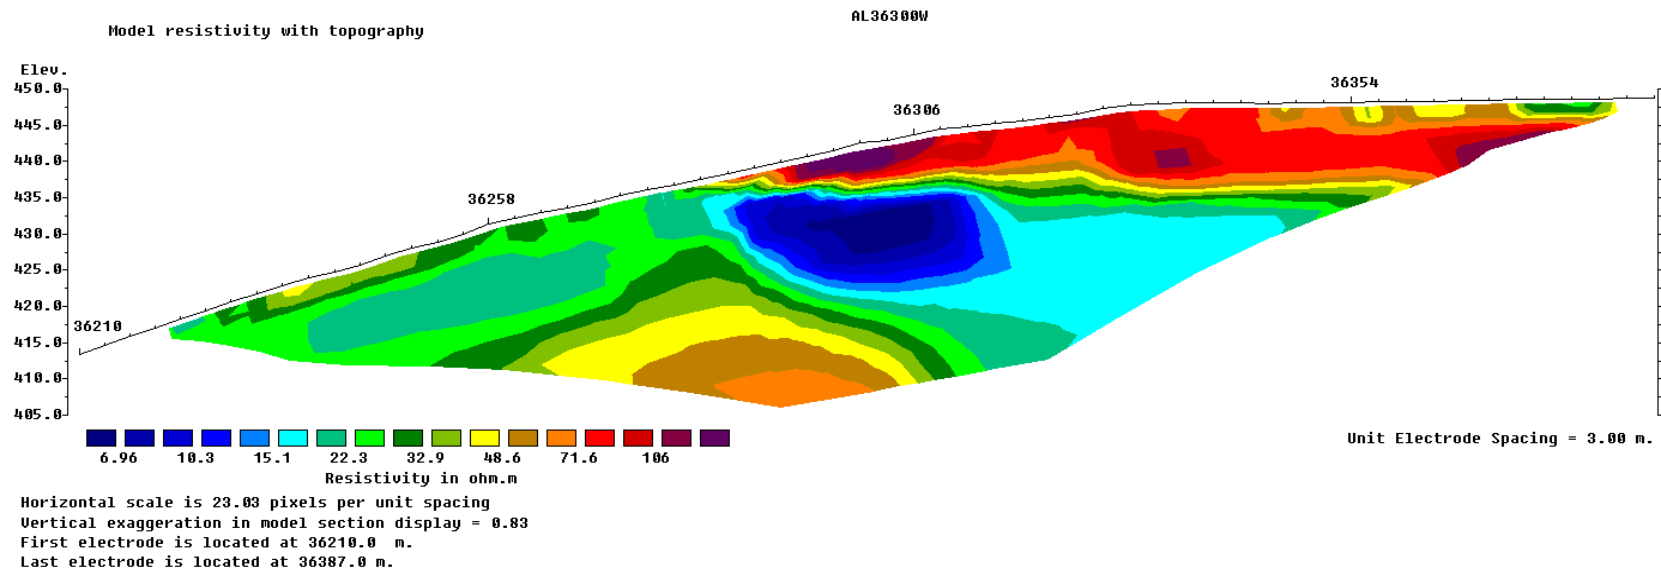 AL36300W
Model resistivity with topography
Elev.
450.0
36354
36306
445.0
440.0
435.0
36258
430.0
425.0
420.0
36210
415.0
410.0
405.0
6.96 10.3 15.1 22.3 32.9 48.6 71.6 106
Unit Electrode Spacing = 3.00 m.
Resistivity in ohm.m
Horizontal scale is 23.03 pixels per unit spacing
Vertical exaggeration in model section display = 0.83
First electrode is located at 36210.0 m.
Last electrode is located at 36387.0 m.